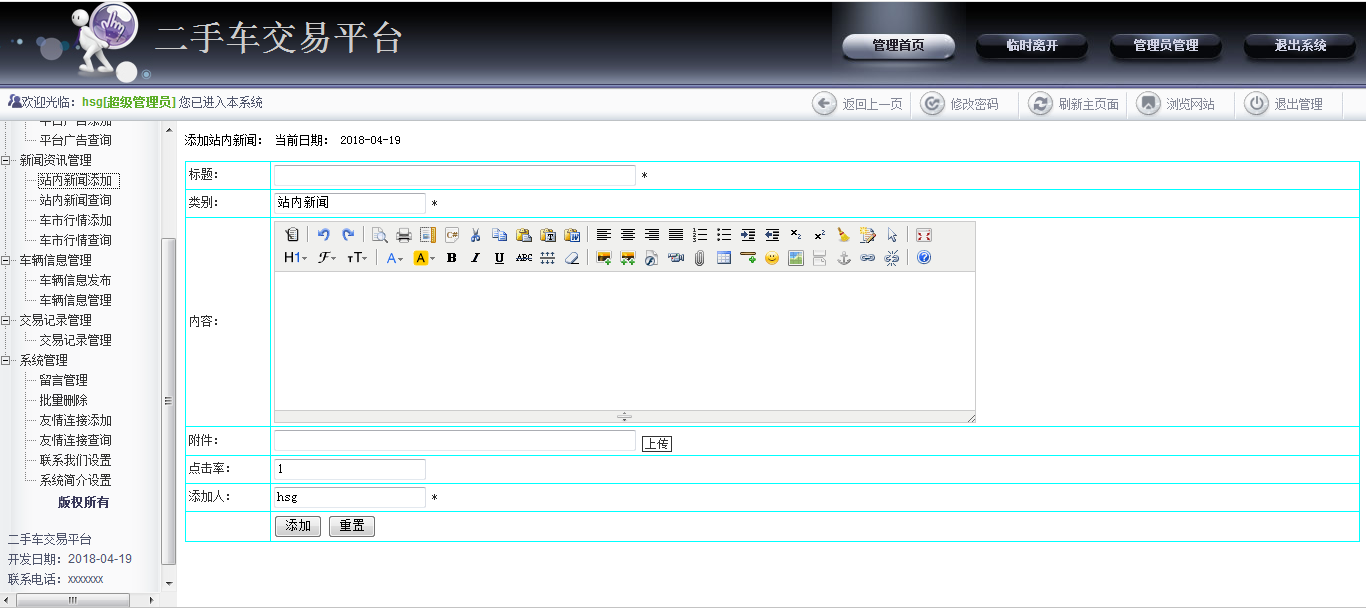 二手车交易平台
管理首页 临时离开 管理员管理 退出系统
欢迎光临：hsg[超级管理员] 您已进入本系统
返回上一页 修改密码 刷新主页面 浏览网站 退出管理
平台广告添加
平台广告查询
新闻资讯管理
站内新闻添加
站内新闻查询
车市行情添加
车市行情查询
车辆信息管理
车辆信息发布
车辆信息管理
交易记录管理
交易记录管理
系统管理
留言管理
批量删除
友情连接添加
友情连接查询
联系我们设置
系统简介设置
版权所有
二手车交易平台
开发日期：2018-04-19
联系电话：xxxxxxx
添加站内新闻： 当前日期： 2018-04-19
标题： *
类别： 站内新闻 *
C#
H1 F TT A A B I U ABC
内容：
附件： 上传
点击率： 1
添加人： hsg *
添加 重置